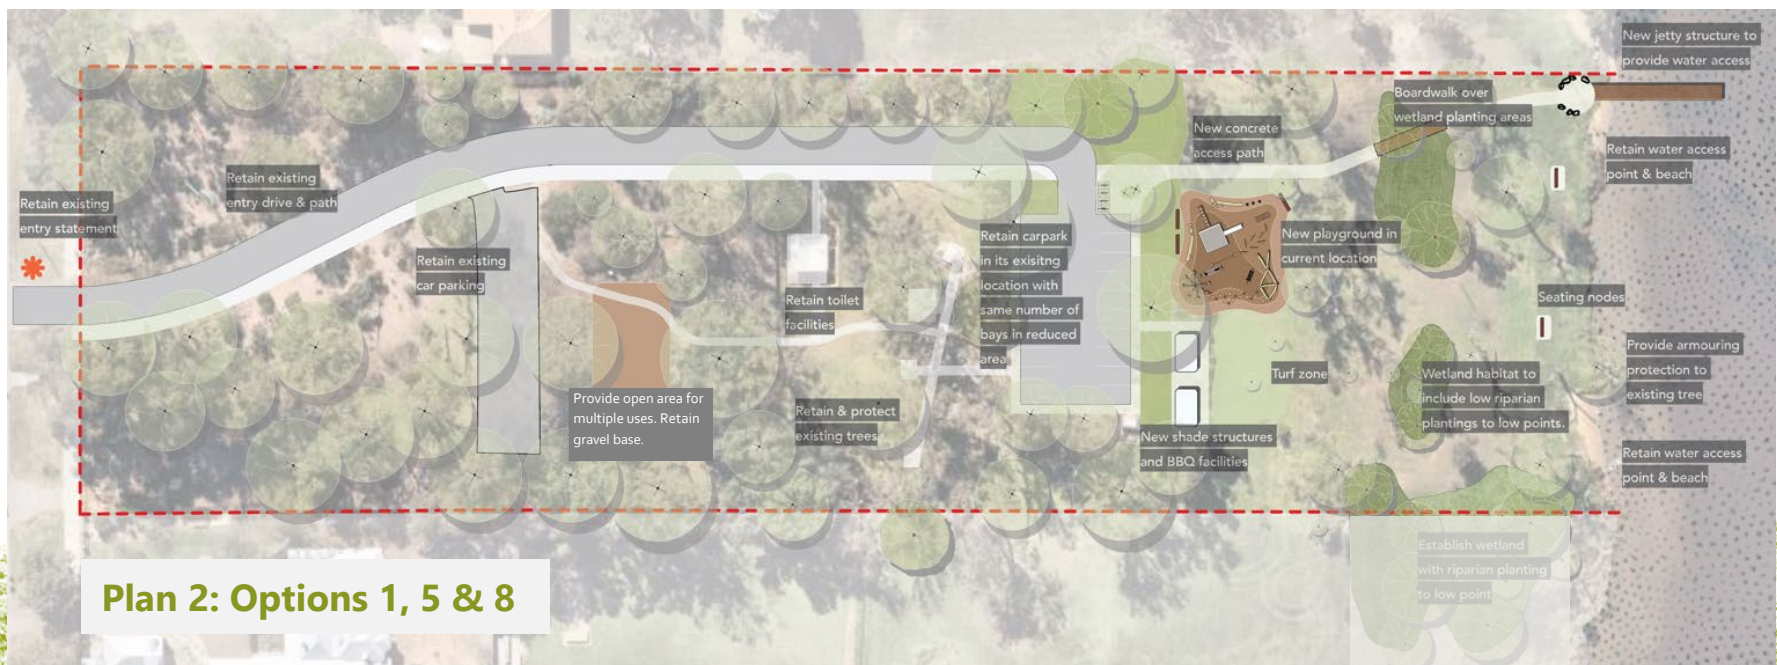 New jetty structure to
provide water access
Boardwalk over
wetland planting areas
New concrete
access path
Retain water access
point & beach
Retain existing
entry drive & path
Retain existing
entry statement
Retain existing
car parking
Retain carpark
in its exisitng
location with
same number of
bays in reduced
area
New playground in
current location
Retain toilet
facilities
Seating nodes
Provide armouring
protection to
existing tree
Turf zone
Wetland habitat to
include low riparian
plantings to low points.
Provide open area for
multiple uses. Retain
gravel base.
Retain & protect
existing trees
New shade structures
and BBQ facilities
Retain water access
point & beach
Establish wetland
with riparian planting
to low point
Plan 2: Options 1, 5 & 8